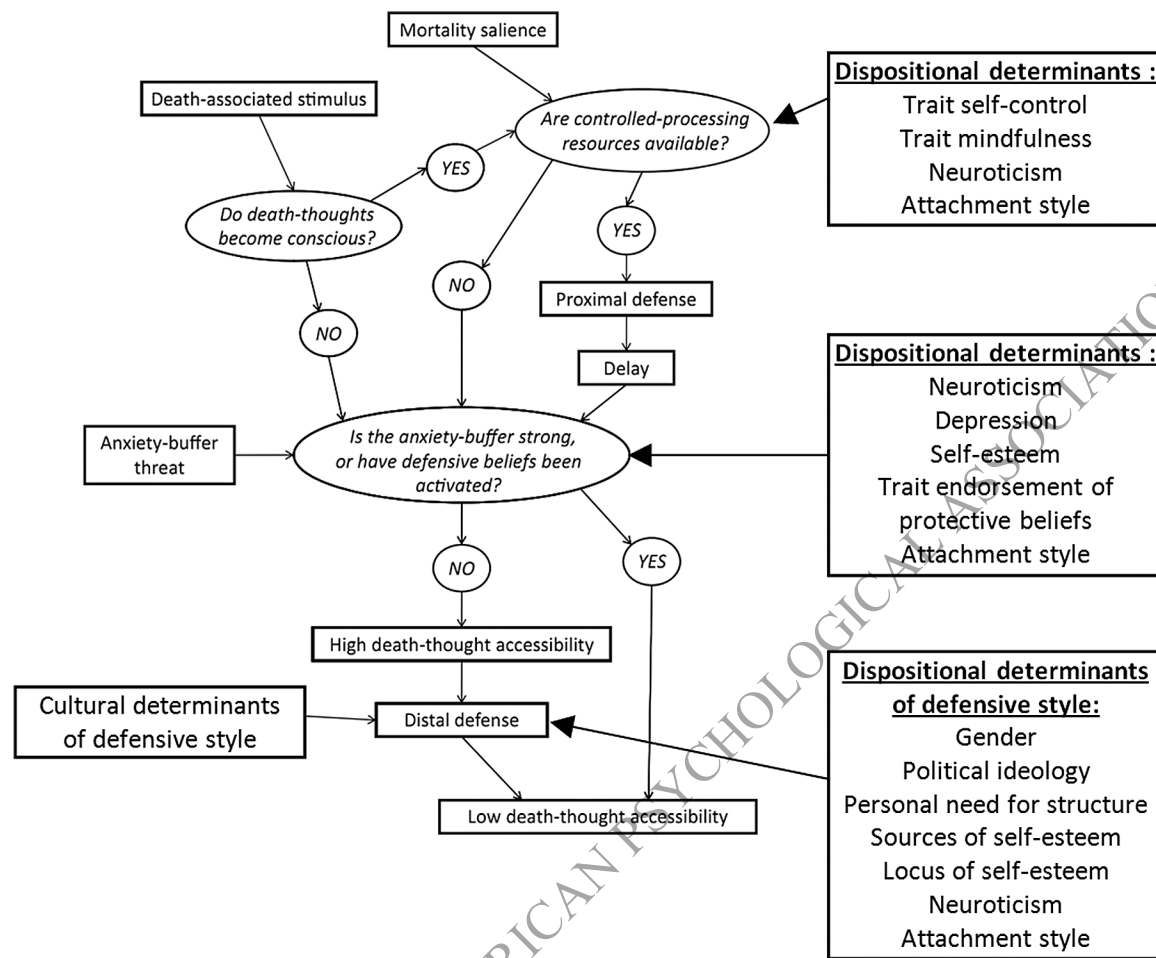 Mortality salience
Death-associated stimulus
Are controlled-processing
resources available?
YES
Do death-thoughts
become conscious?
YES
NO
NO
Proximal defense
Delay
Anxiety-buffer
threat
Is the anxiety-buffer strong,
or have defensive beliefs been
activated?
NO
YES
High death-thought accessibility
Cultural determinants
of defensive style
Distal defense
Low death-thought accessibility
Dispositional determinants :
Trait self-control
Trait mindfulness
Neuroticism
Attachment style
Dispositional determinants :
Neuroticism
Depression
Self-esteem
Trait endorsement of
protective beliefs
Attachment style
Dispositional determinants
of defensive style:
Gender
Political ideology
Personal need for structure
Sources of self-esteem
Locus of self-esteem
Neuroticism
Attachment style
PSYCHOLOGICAL